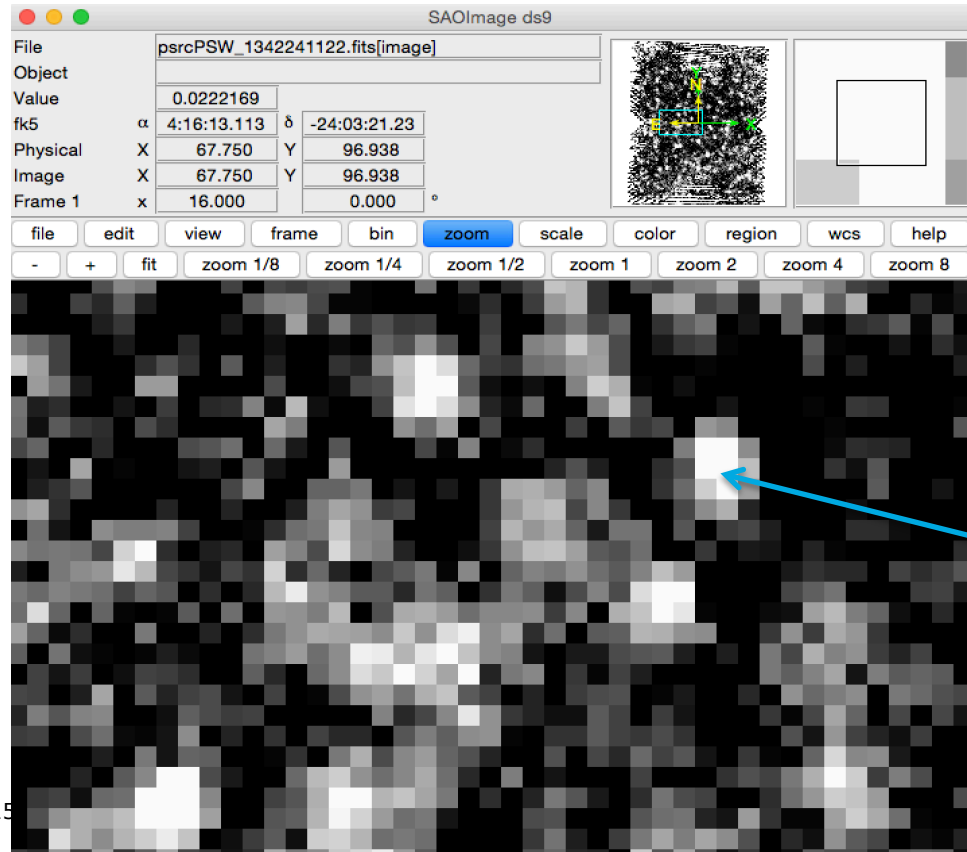 SAOImage ds9
File psrcPSW_1342241122.fits[image]
Object
Value 0.0222169
fk5 α 4:16:13.113 δ -24:03:21.23
Physical X 67.750 Y 96.938
Image X 67.750 Y 96.938
Frame 1 x 16.000 0.000 °
N
Y
E
X
file edit view frame bin zoom scale color region wcs help
- + fit zoom 1/8 zoom 1/4 zoom 1/2 zoom 1 zoom 2 zoom 4 zoom 8